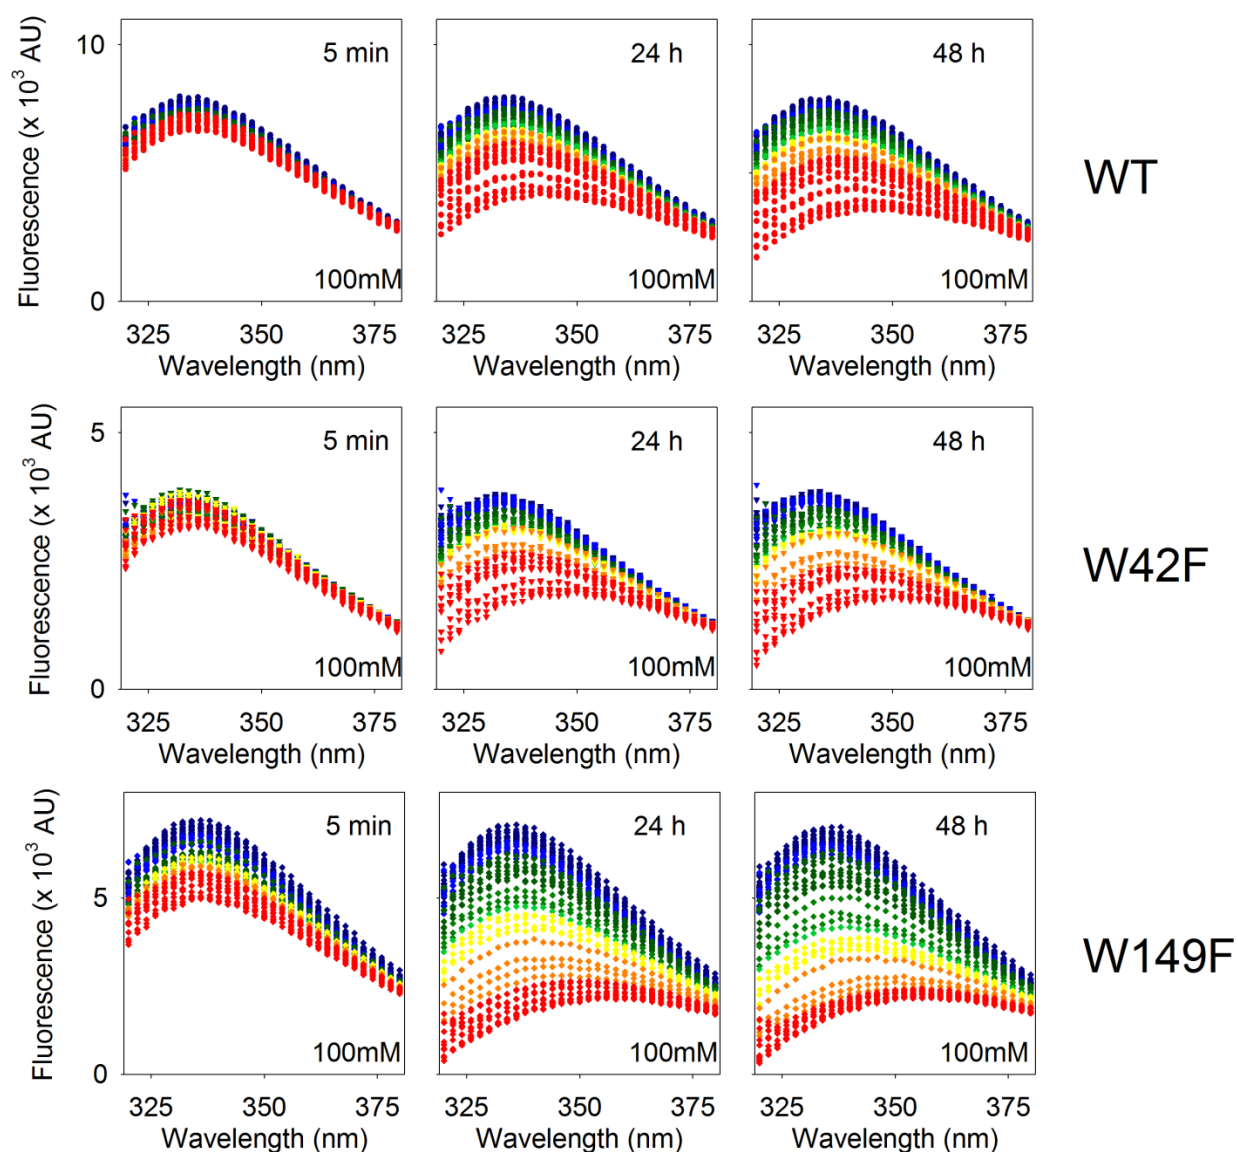 Fluorescence (x 10³ AU)
10
0
5 min
100mM
24 h
100mM
48 h
100mM
WT
325 350 375
325 350 375
325 350 375
Wavelength (nm)
Wavelength (nm)
Wavelength (nm)
Fluorescence (x 10³ AU)
5
0
5 min
100mM
24 h
100mM
48 h
100mM
W42F
325 350 375
325 350 375
325 350 375
Wavelength (nm)
Wavelength (nm)
Wavelength (nm)
Fluorescence (x 10³ AU)
5
0
5 min
100mM
24 h
100mM
48 h
100mM
W149F
325 350 375
325 350 375
325 350 375
Wavelength (nm)
Wavelength (nm)
Wavelength (nm)